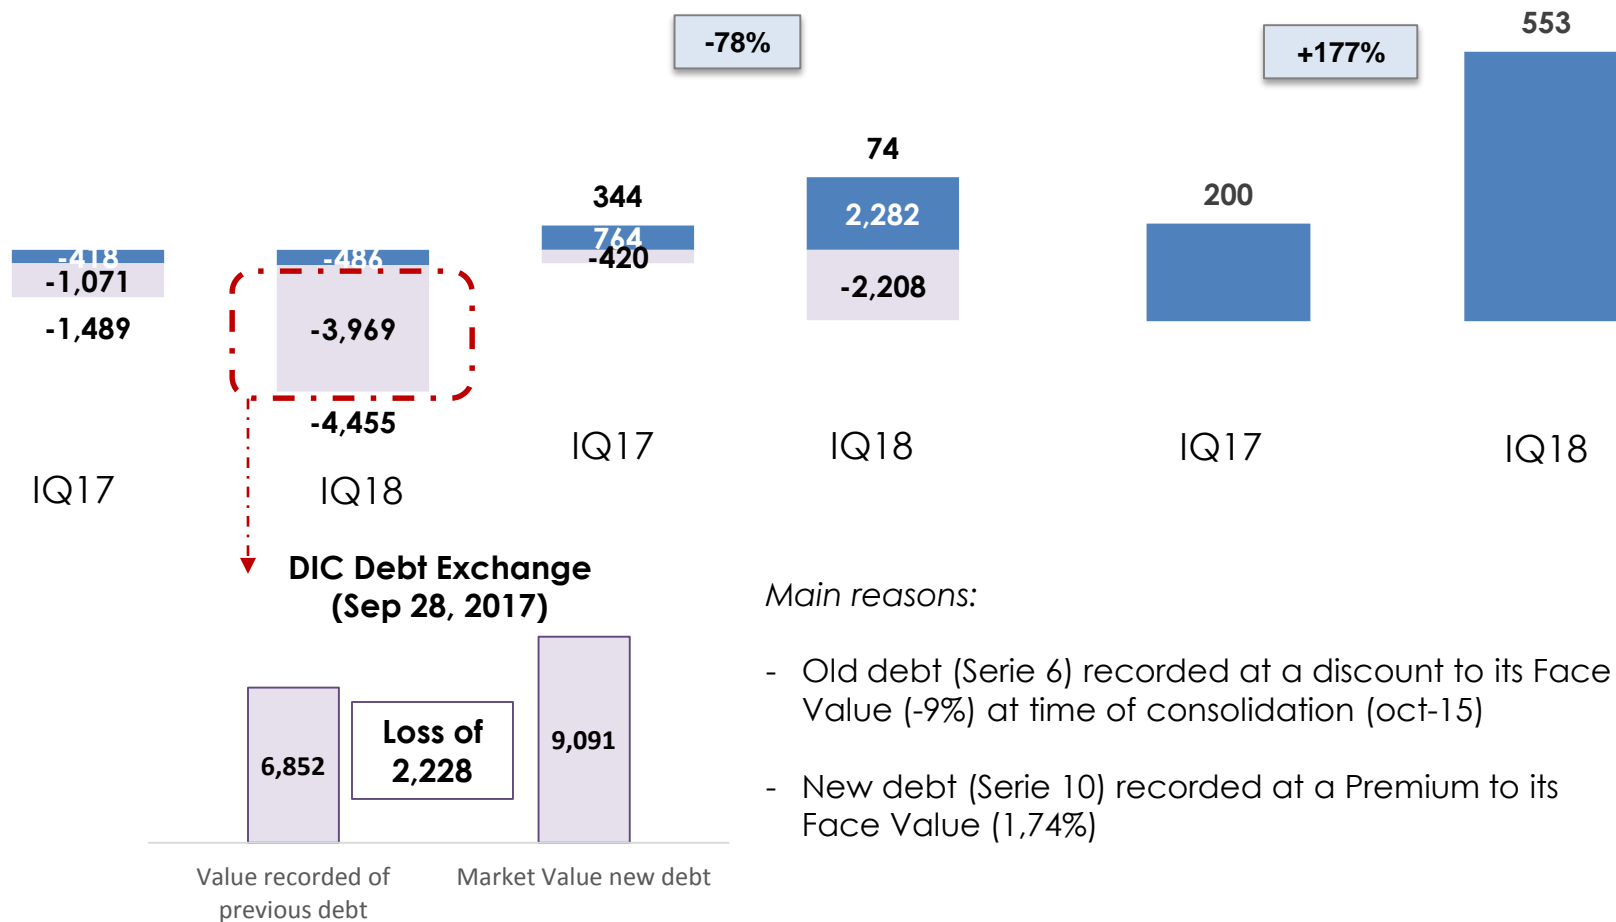 -78%
+177%
553
74
344
200
2,282
764
-418
-486
-420
-1,071
-2,208
-1,489
-3,969
-4,455
IQ17
IQ18
IQ17
IQ18
IQ17
IQ18
DIC Debt Exchange
(Sep 28, 2017)
6,852
Loss of
2,228
9,091
Value recorded of
previous debt
Market Value new debt
Main reasons:
- Old debt (Serie 6) recorded at a discount to its Face
Value (-9%) at time of consolidation (oct-15)
- New debt (Serie 10) recorded at a Premium to its
Face Value (1,74%)